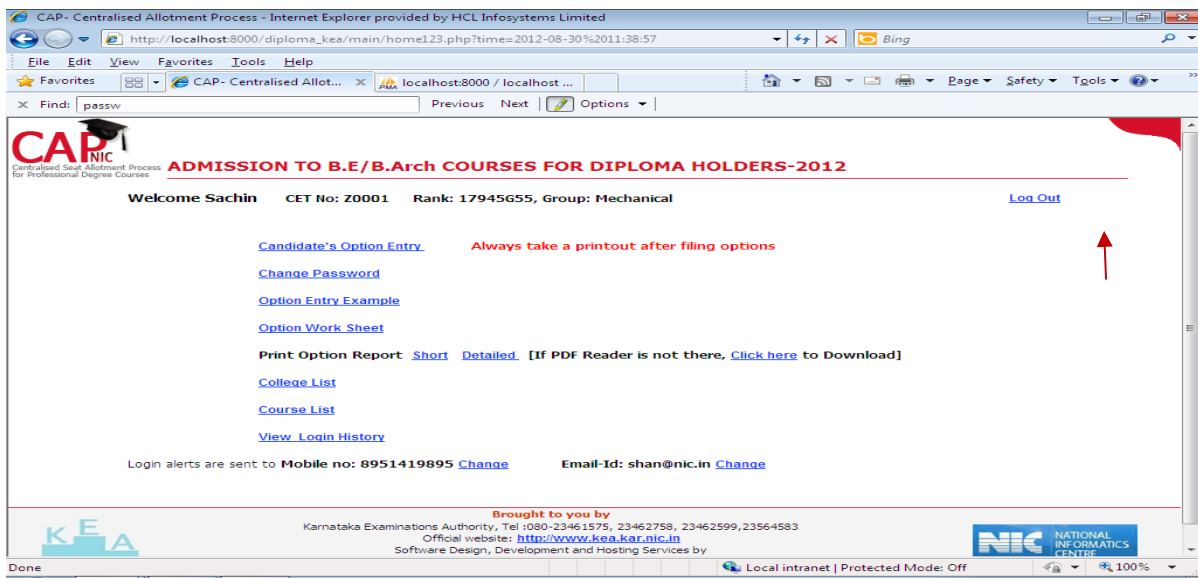 CAP- Centralised Allotment Process - Internet Explorer provided by HCL Infosystems Limited
http://localhost:8000/diploma_kea/main/home123.php?time=2012-08-30%2011:38:57 Bing
File Edit View Favorites Tools Help
Favorites CAP- Centralised Allot... localhost:8000 / localhost ... Page Safety Tools
Find: passw Previous Next Options
CAP NIC
Centralised Seat Allotment Process
for Professional Degree Courses
ADMISSION TO B.E/B.Arch COURSES FOR DIPLOMA HOLDERS-2012
Welcome Sachin CET No: Z0001 Rank: 17945G55, Group: Mechanical Log Out
Candidate's Option Entry Always take a printout after filing options
Change Password
Option Entry Example
Option Work Sheet
Print Option Report Short Detailed [If PDF Reader is not there, Click here to Download]
College List
Course List
View Login History
Login alerts are sent to Mobile no: 8951419895 Change Email-Id: shan@nic.in Change
Brought to you by
Karnataka Examinations Authority, Tel :080-23461575, 23462758, 23462599,23564583
Official website: http://www.kea.kar.nic.in
Software Design, Development and Hosting Services by
KEA
NIC NATIONAL
INFORMATICS
CENTRE
Done Local intranet | Protected Mode: Off 100%